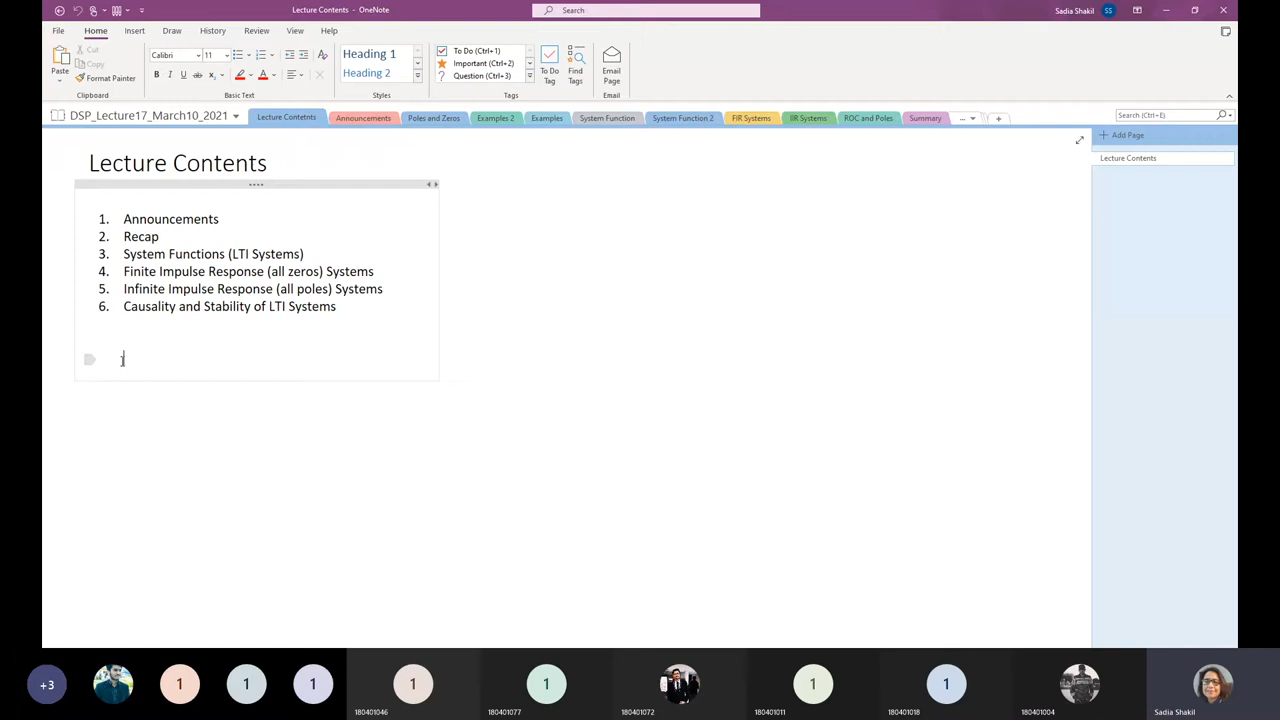 Lecture Contents - OneNote
Search
Sadia Shakil
SS
File Home Insert Draw History Review View Help
Paste
Cut
Copy
Format Painter
Clipboard
Calibri 11
Basic Text
Heading 1
Heading 2
Styles
To Do (Ctrl+1)
Important (Ctrl+2)
Question (Ctrl+3)
To Do
Tag
Find
Tags
Tags
Email
Page
Email
DSP_Lecture17_March10_2021
Lecture Contetnts Announcements Poles and Zeros Examples 2 Examples System Function System Function 2 FIR Systems IIR Systems ROC and Poles Summary ... +
Search (Ctrl+E)
Add Page
Lecture Contents
Lecture Contents
1. Announcements
2. Recap
3. System Functions (LTI Systems)
4. Finite Impulse Response (all zeros) Systems
5. Infinite Impulse Response (all poles) Systems
6. Causality and Stability of LTI Systems
+3
1
1
1
1
180401046
1
180401077
180401072
1
180401011
1
180401018
180401004
Sadia Shakil